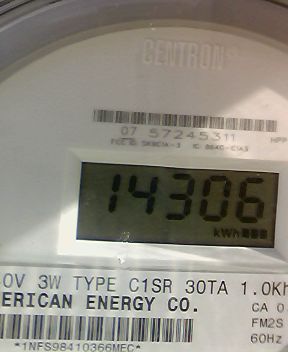 CENTRON
07 57245311
14306
kWh
0V 3W TYPE C1SR 30TA 1.0Kh
ERICAN ENERGY CO.
CA 0
FM2S
60Hz
*1NFS98410366MEC*